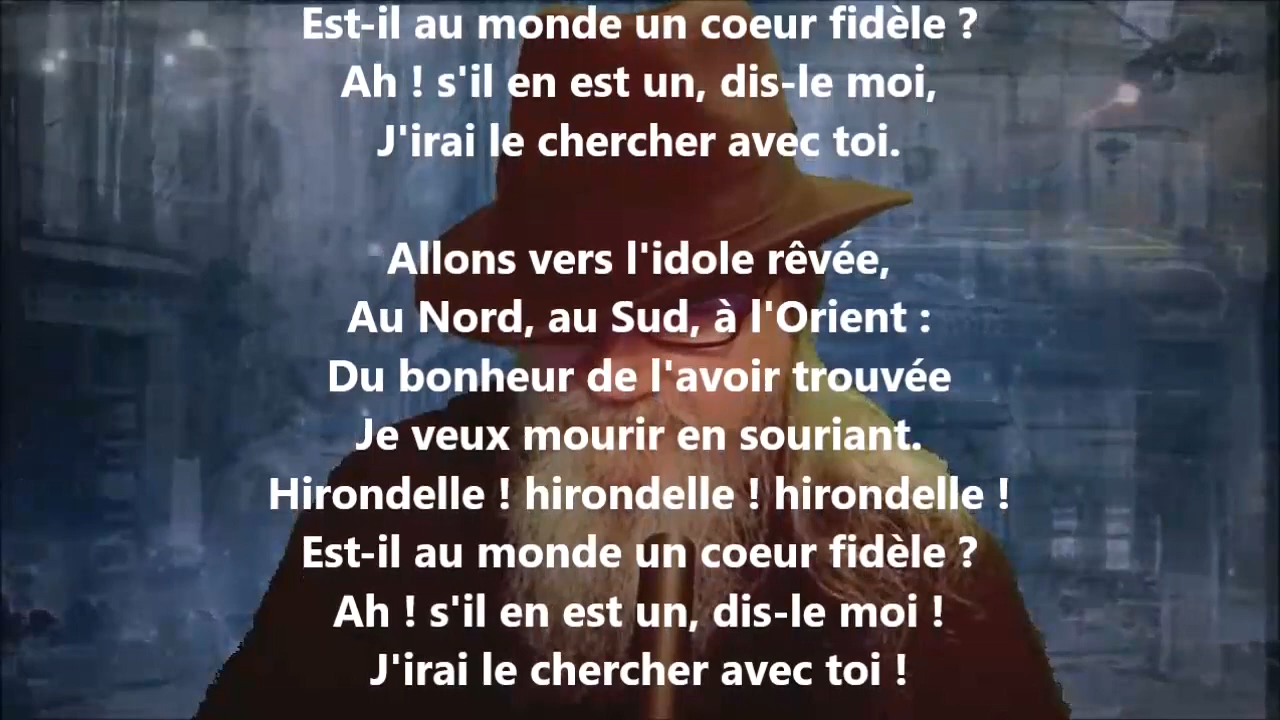 Est-il au monde un coeur fidèle ?
Ah ! s'il en est un, dis-le moi,
J'irai le chercher avec toi.
Allons vers l'idole rêvée,
Au Nord, au Sud, à l'Orient :
Du bonheur de l'avoir trouvée
Je veux mourir en souriant.
Hirondelle ! hirondelle ! hirondelle !
Est-il au monde un coeur fidèle ?
Ah ! s'il en est un, dis-le moi !
J'irai le chercher avec toi !